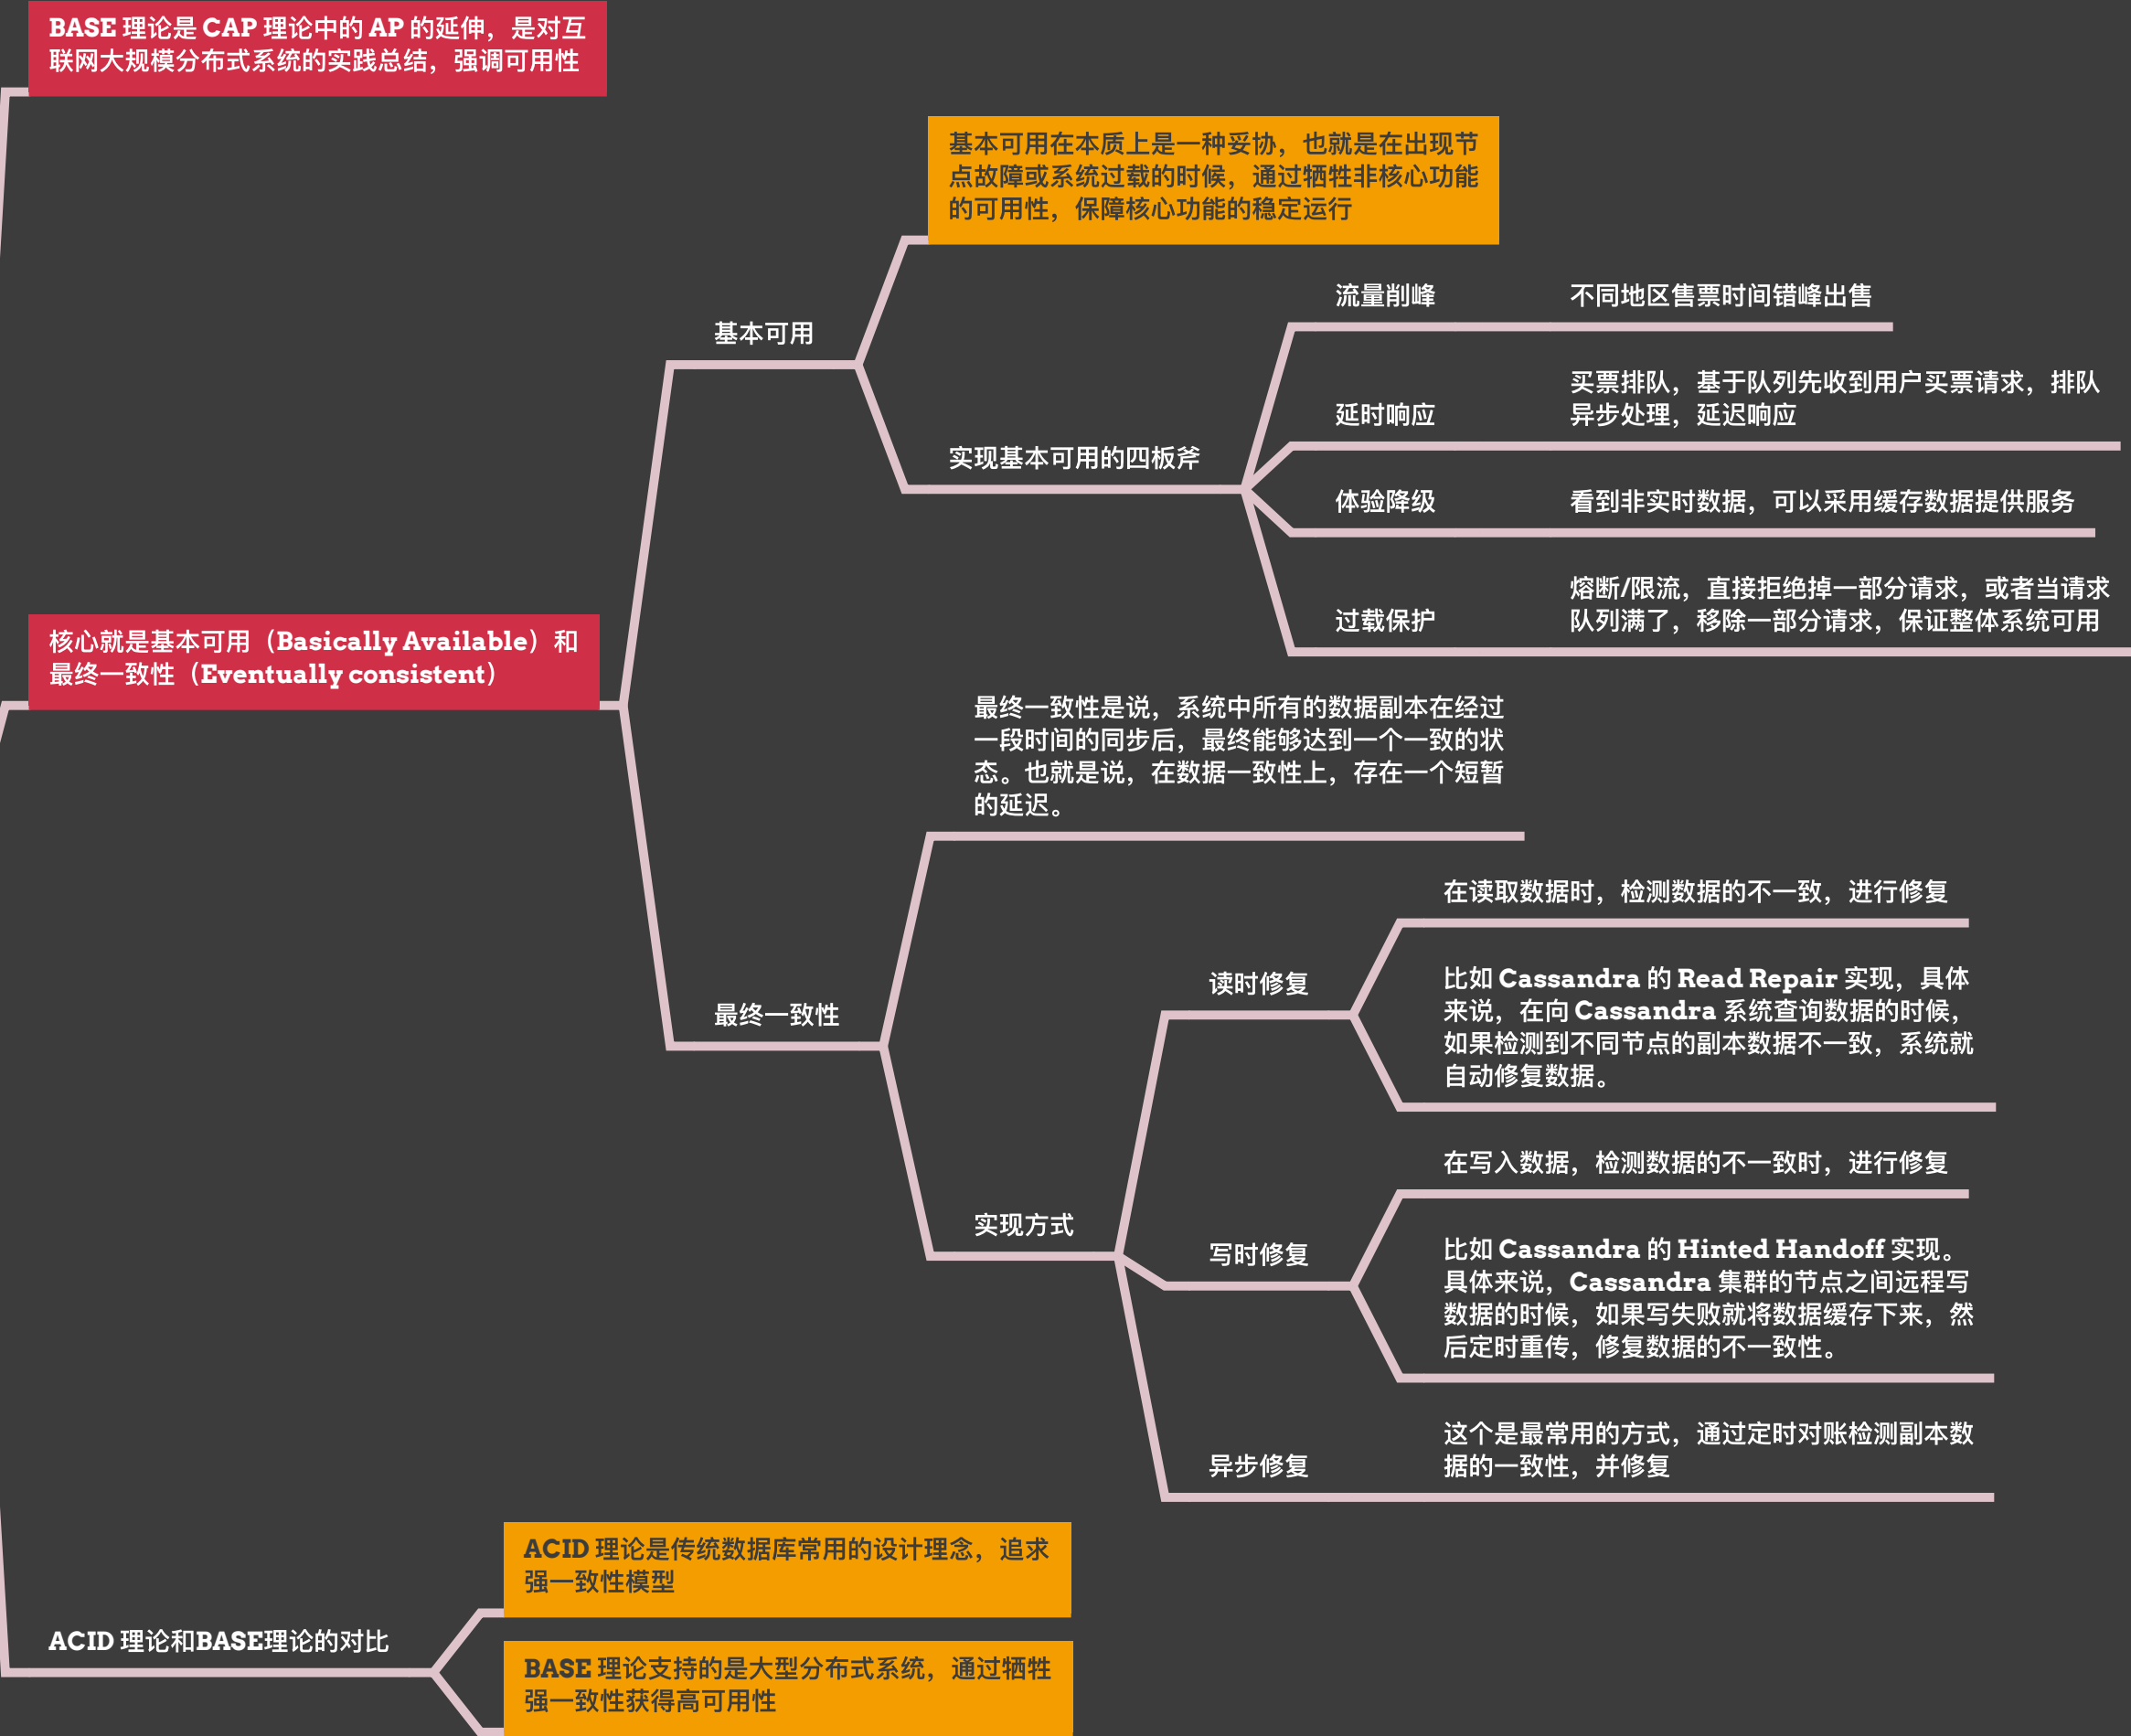 BASE 理论是 CAP 理论中的 AP 的延伸，是对互
联网大规模分布式系统的实践总结，强调可用性
核心就是基本可用（Basically Available）和
最终一致性（Eventually consistent）
基本可用
基本可用在本质上是一种妥协，也就是在出现节
点故障或系统过载的时候，通过牺牲非核心功能
的可用性，保障核心功能的稳定运行
实现基本可用的四板斧
流量削峰
不同地区售票时间错峰出售
延时响应
买票排队，基于队列先收到用户买票请求，排队
异步处理，延迟响应
体验降级
看到非实时数据，可以采用缓存数据提供服务
过载保护
熔断/限流，直接拒绝掉一部分请求，或者当请求
队列满了，移除一部分请求，保证整体系统可用
最终一致性
最终一致性是说，系统中所有的数据副本在经过
一段时间的同步后，最终能够达到一个一致的状
态。也就是说，在数据一致性上，存在一个短暂
的延迟。
实现方式
读时修复
在读取数据时，检测数据的不一致，进行修复
比如 Cassandra 的 Read Repair 实现，具体
来说，在向 Cassandra 系统查询数据的时候，
如果检测到不同节点的副本数据不一致，系统就
自动修复数据。
写时修复
在写入数据，检测数据的不一致时，进行修复
比如 Cassandra 的 Hinted Handoff 实现。
具体来说，Cassandra 集群的节点之间远程写
数据的时候，如果写失败就将数据缓存下来，然
后定时重传，修复数据的不一致性。
异步修复
这个是最常用的方式，通过定时对账检测副本数
据的一致性，并修复
ACID 理论和BASE理论的对比
ACID 理论是传统数据库常用的设计理念，追求
强一致性模型
BASE 理论支持的是大型分布式系统，通过牺牲
强一致性获得高可用性